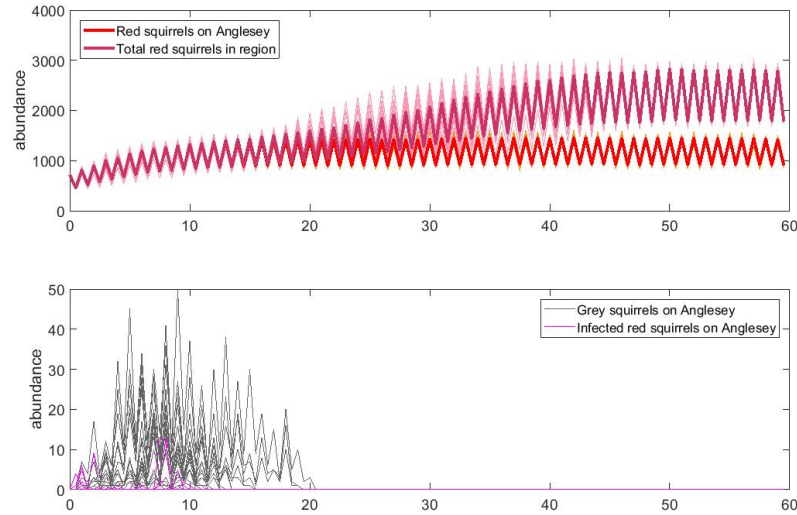 4000
3000
2000
1000
0
abundance
Red squirrels on Anglesey
Total red squirrels in region
0 10 20 30 40 50 60
50
40
30
20
10
0
abundance
Grey squirrels on Anglesey
Infected red squirrels on Anglesey
0 10 20 30 40 50 60